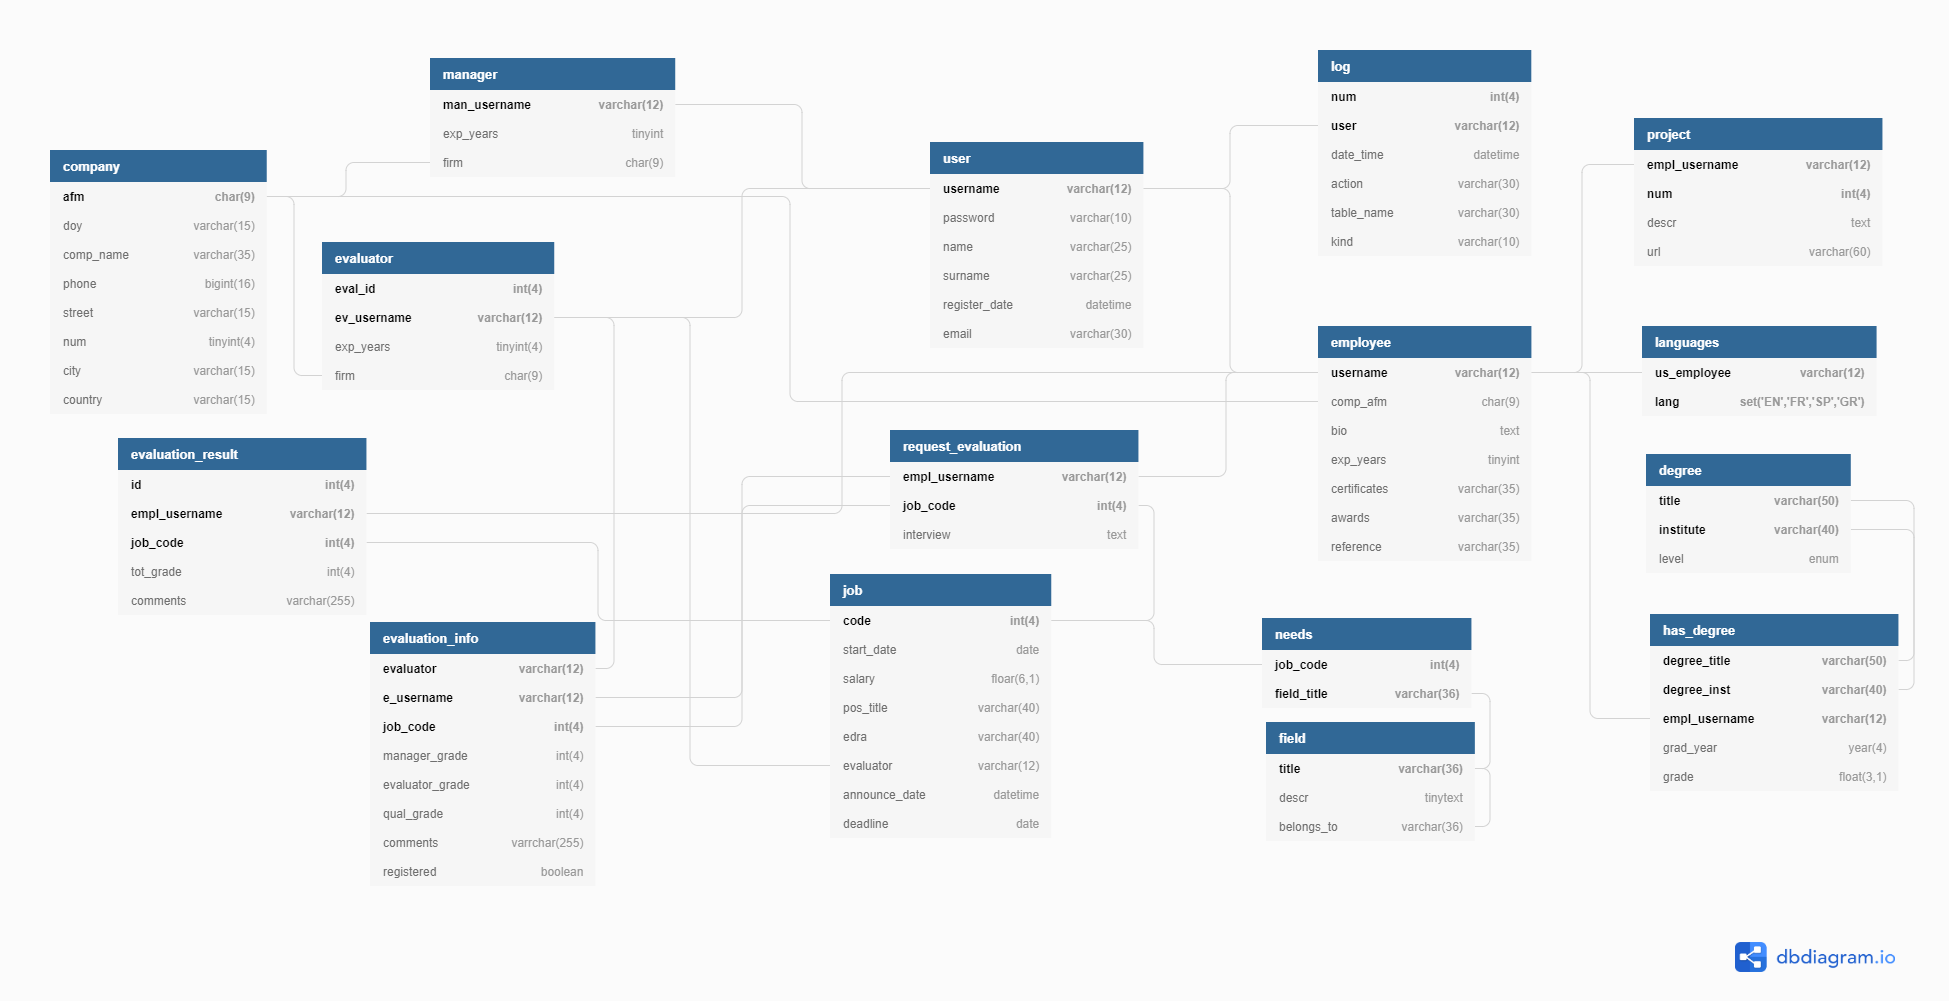 manager
man_username varchar(12)
exp_years tinyint
firm char(9)
company
afm char(9)
doy varchar(15)
comp_name varchar(35)
phone bigint(16)
street varchar(15)
num tinyint(4)
city varchar(15)
country varchar(15)
evaluator
eval_id int(4)
ev_username varchar(12)
exp_years tinyint(4)
firm char(9)
user
username varchar(12)
password varchar(10)
name varchar(25)
surname varchar(25)
register_date datetime
email varchar(30)
log
num int(4)
user varchar(12)
date_time datetime
action varchar(30)
table_name varchar(30)
kind varchar(10)
project
empl_username varchar(12)
num int(4)
descr text
url varchar(60)
employee
username varchar(12)
comp_afm char(9)
bio text
exp_years tinyint
certificates varchar(35)
awards varchar(35)
reference varchar(35)
languages
us_employee varchar(12)
lang set('EN','FR','SP','GR')
evaluation_result
id int(4)
empl_username varchar(12)
job_code int(4)
tot_grade int(4)
comments varchar(255)
request_evaluation
empl_username varchar(12)
job_code int(4)
interview text
degree
title varchar(50)
institute varchar(40)
level enum
evaluation_info
evaluator varchar(12)
e_username varchar(12)
job_code int(4)
manager_grade int(4)
evaluator_grade int(4)
qual_grade int(4)
comments varrchar(255)
registered boolean
job
code int(4)
start_date date
salary floar(6,1)
pos_title varchar(40)
edra varchar(40)
evaluator varchar(12)
announce_date datetime
deadline date
needs
job_code int(4)
field_title varchar(36)
field
title varchar(36)
descr tinytext
belongs_to varchar(36)
has_degree
degree_title varchar(50)
degree_inst varchar(40)
empl_username varchar(12)
grad_year year(4)
grade float(3,1)
dbdiagram.io